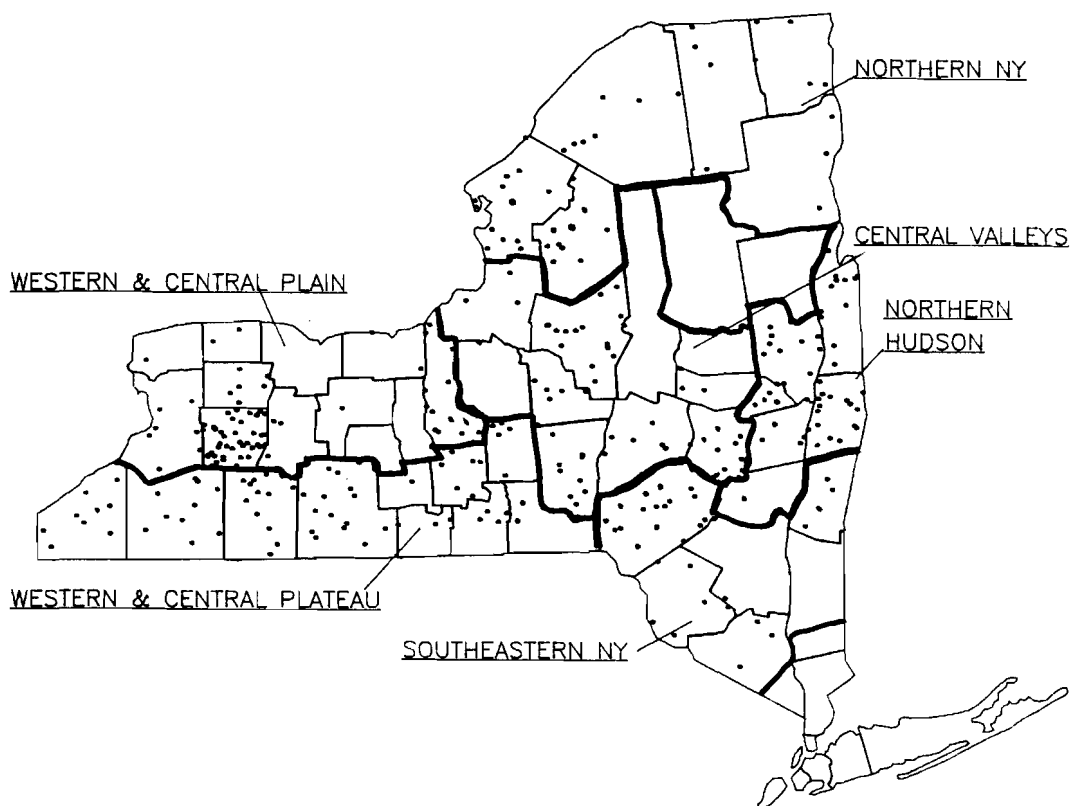 NORTHERN NY
CENTRAL VALLEYS
WESTERN & CENTRAL PLAIN
NORTHERN
HUDSON
WESTERN & CENTRAL PLATEAU
SOUTHEASTERN NY